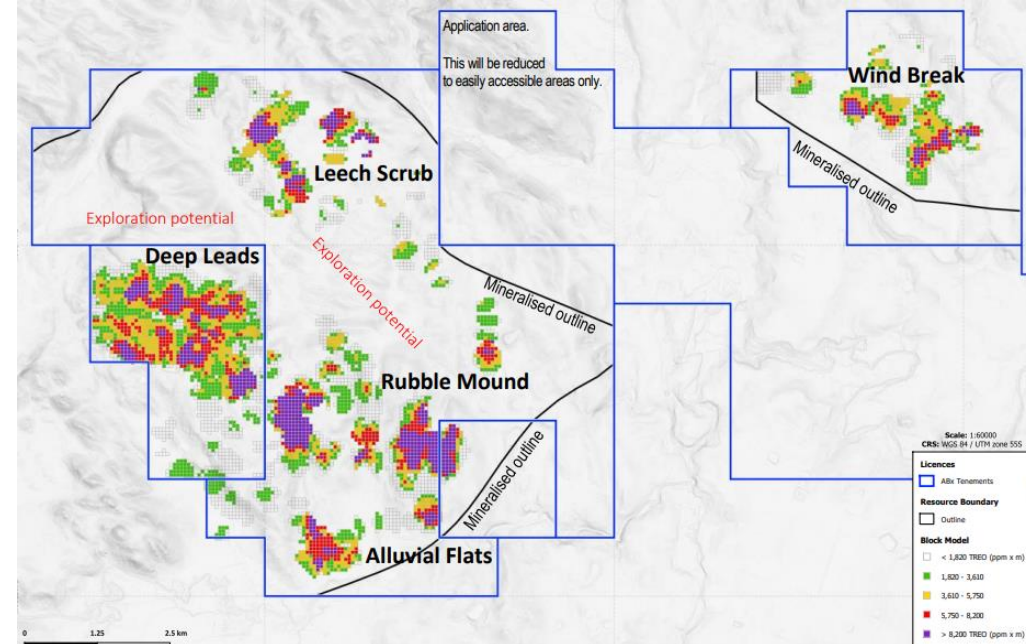 Application area.
This will be reduced
to easily accessible areas only.
Wind Break
Mineralised outline
Leech Scrub
Exploration potential
Deep Leads
Exploration potential
Mineralised outline
Rubble Mound
Mineralised outline
Alluvial Flats
Scale: 1:60000
CRS: WGS 84 / UTM zone 55S
Licences
ABx Tenements
Resource Boundary
Outline
Block Model
< 1,820 TREO (ppm x m)
1,820 - 3,610
3,610 - 5,750
5,750 - 8,200
> 8,200 TREO (ppm x m)
0 1.25 2.5 km